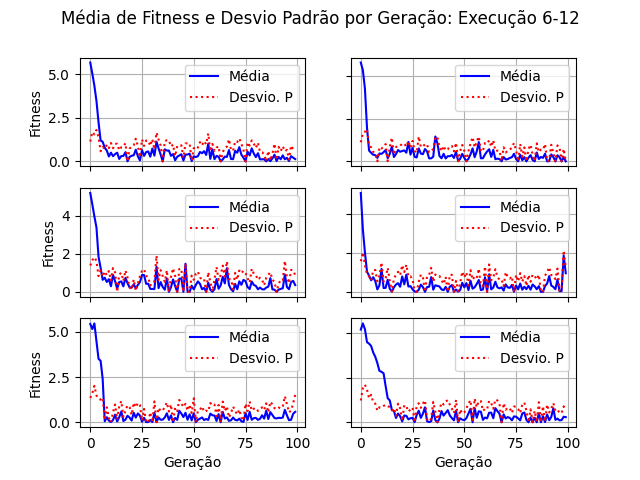 Média de Fitness e Desvio Padrão por Geração: Execução 6-12
5.0
2.5
0.0
Fitness
Média
Desvio. P
Média
Desvio. P
4
2
0
Fitness
Média
Desvio. P
Média
Desvio. P
5.0
2.5
0.0
Fitness
Média
Desvio. P
Média
Desvio. P
0 25 50 75 100
0 25 50 75 100
Geração
Geração